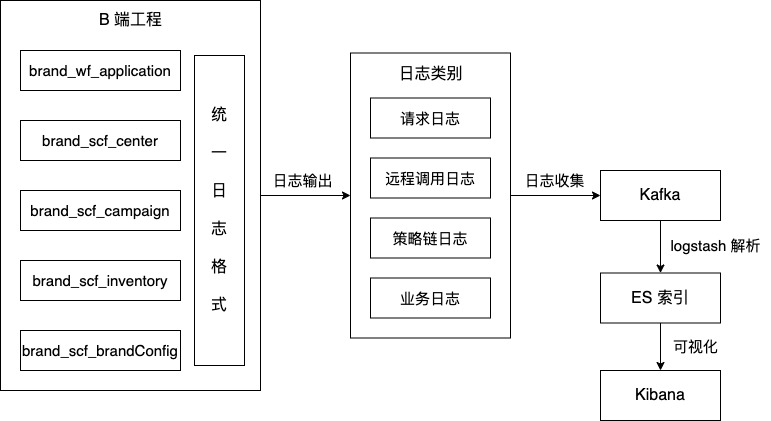 B 端工程
brand_wf_application
brand_scf_center
brand_scf_campaign
brand_scf_inventory
brand_scf_brandConfig
统
一
日
志
格
式
日志输出
日志类别
请求日志
远程调用日志
策略链日志
业务日志
日志收集
Kafka
logstash 解析
ES 索引
可视化
Kibana